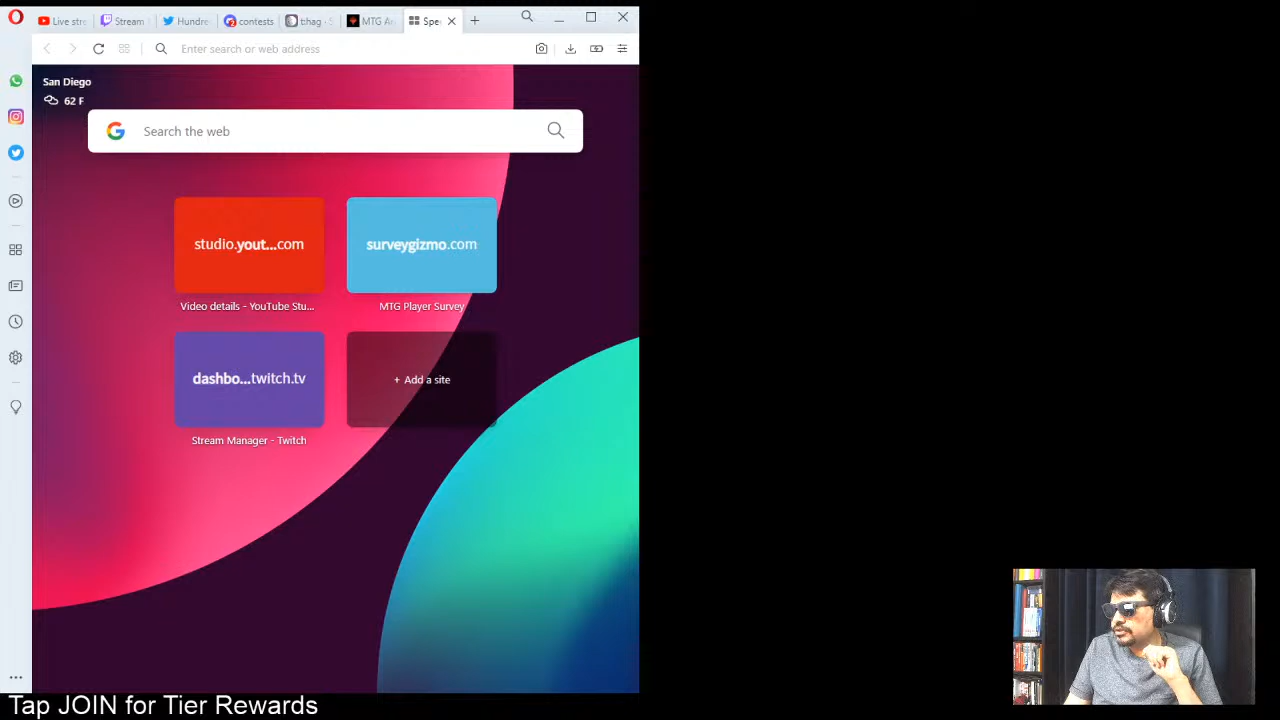 Live stre
Stream
Hundre
contests
t:hag - S
MTG Ar
Spe
Enter search or web address
San Diego
62 F
Search the web
studio.yout...com
surveygizmo.com
Video details - YouTube Stu...
MTG Player Survey
dashbo...twitch.tv
+ Add a site
Stream Manager - Twitch
Tap JOIN for Tier Rewards